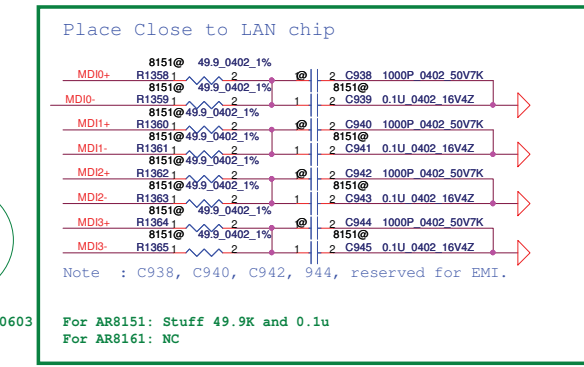 Place Close to LAN chip
8151@ 49.9_0402_1%
MDI0+ R1358 1 2 1@ 2 C938 1000P_0402_50V7K
8151@ 49.9_0402_1% 8151@
MDI0- R1359 1 2 1 2 C939 0.1U_0402_16V4Z
8151@ 49.9_0402_1%
MDI1+ R1360 1 2 1@ 2 C940 1000P_0402_50V7K
8151@ 49.9_0402_1% 8151@
MDI1- R1361 1 2 1 2 C941 0.1U_0402_16V4Z
8151@ 49.9_0402_1%
MDI2+ R1362 1 2 1@ 2 C942 1000P_0402_50V7K
8151@ 49.9_0402_1% 8151@
MDI2- R1363 1 2 1 2 C943 0.1U_0402_16V4Z
8151@ 49.9_0402_1%
MDI3+ R1364 1 2 1@ 2 C944 1000P_0402_50V7K
8151@ 49.9_0402_1% 8151@
MDI3- R1365 1 2 1 2 C945 0.1U_0402_16V4Z
Note : C938, C940, C942, 944, reserved for EMI.
0603 For AR8151: Stuff 49.9K and 0.1u
For AR8161: NC